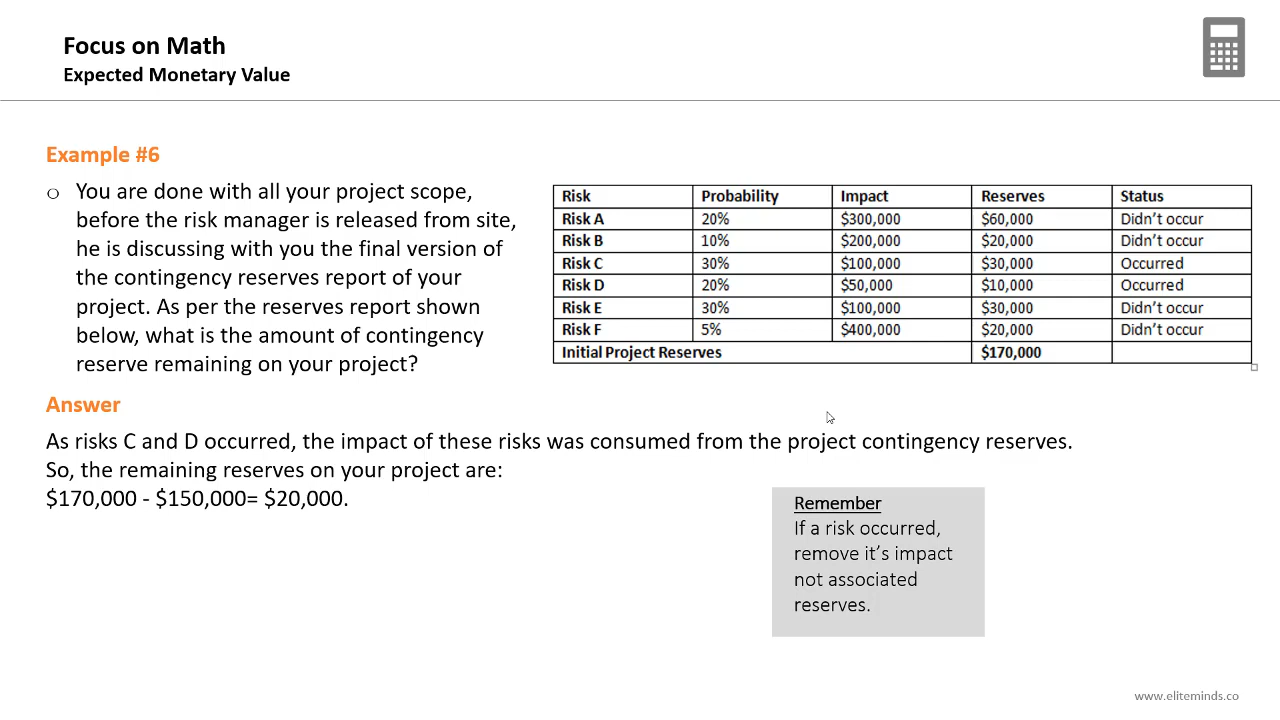 Focus on Math
Expected Monetary Value
Example #6
o You are done with all your project scope,
before the risk manager is released from site,
he is discussing with you the final version of
the contingency reserves report of your
project. As per the reserves report shown
below, what is the amount of contingency
reserve remaining on your project?
Risk Probability Impact Reserves Status
Risk A 20% $300,000 $60,000 Didn't occur
Risk B 10% $200,000 $20,000 Didn't occur
Risk C 30% $100,000 $30,000 Occurred
Risk D 20% $50,000 $10,000 Occurred
Risk E 30% $100,000 $30,000 Didn't occur
Risk F 5% $400,000 $20,000 Didn't occur
Initial Project Reserves $170,000
Answer
As risks C and D occurred, the impact of these risks was consumed from the project contingency reserves.
So, the remaining reserves on your project are:
$170,000 - $150,000= $20,000.
Remember
If a risk occurred,
remove it's impact
not associated
reserves.
www.eliteminds.co